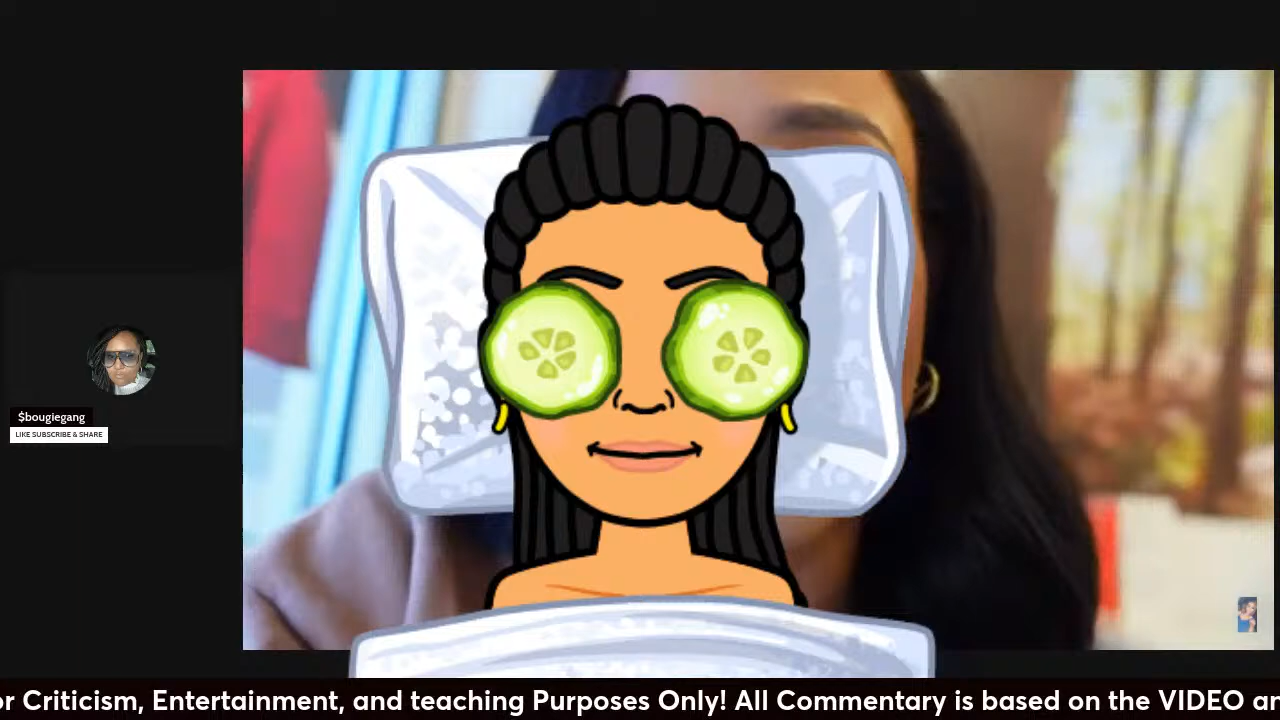 $bougiegang
LIKE SUBSCRIBE & SHARE
or Criticism, Entertainment, and teaching Purposes Only! All Commentary is based on the VIDEO an